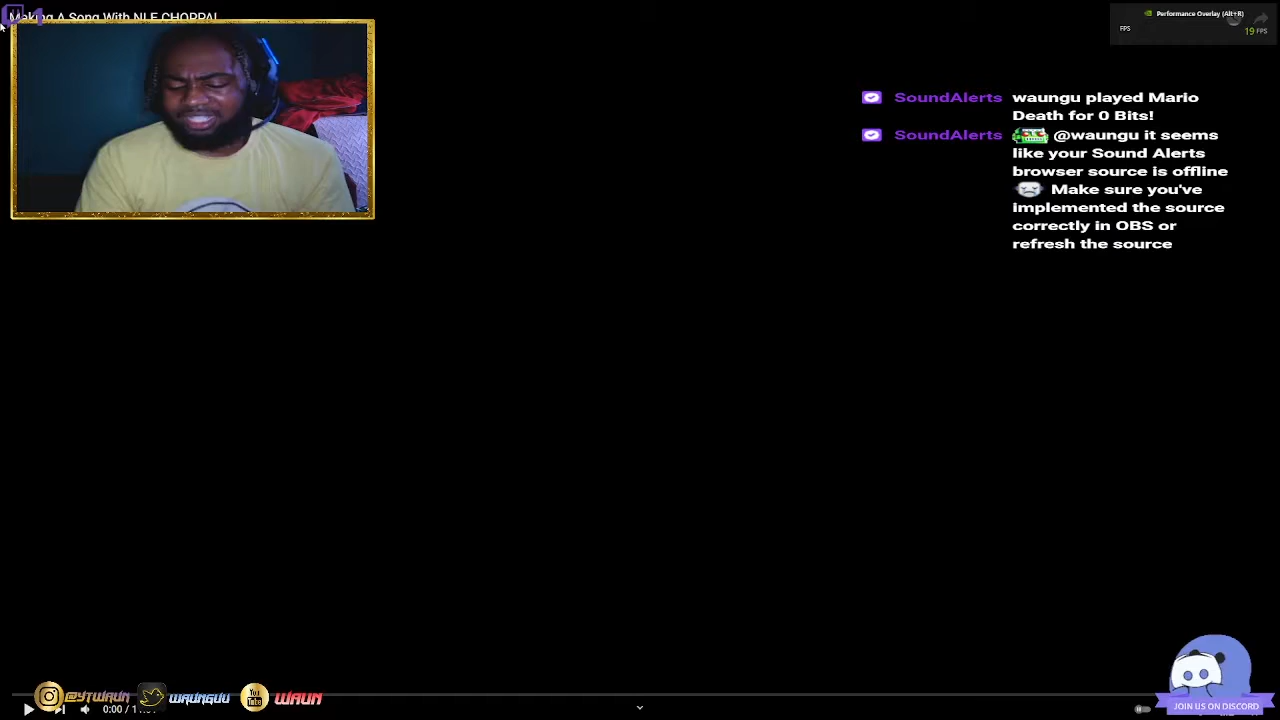 Making A Song With NLE CHOPPA!
Performance Overlay (Alt+R)
FPS
19 FPS
SoundAlerts waungu played Mario
Death for 0 Bits!
SoundAlerts @waungu it seems
like your Sound Alerts
browser source is offline
Make sure you've
implemented the source
correctly in OBS or
refresh the source
@YTWAUN
WAUNGUU
You Tube
WAUN
0:00
JOIN US ON DISCORD